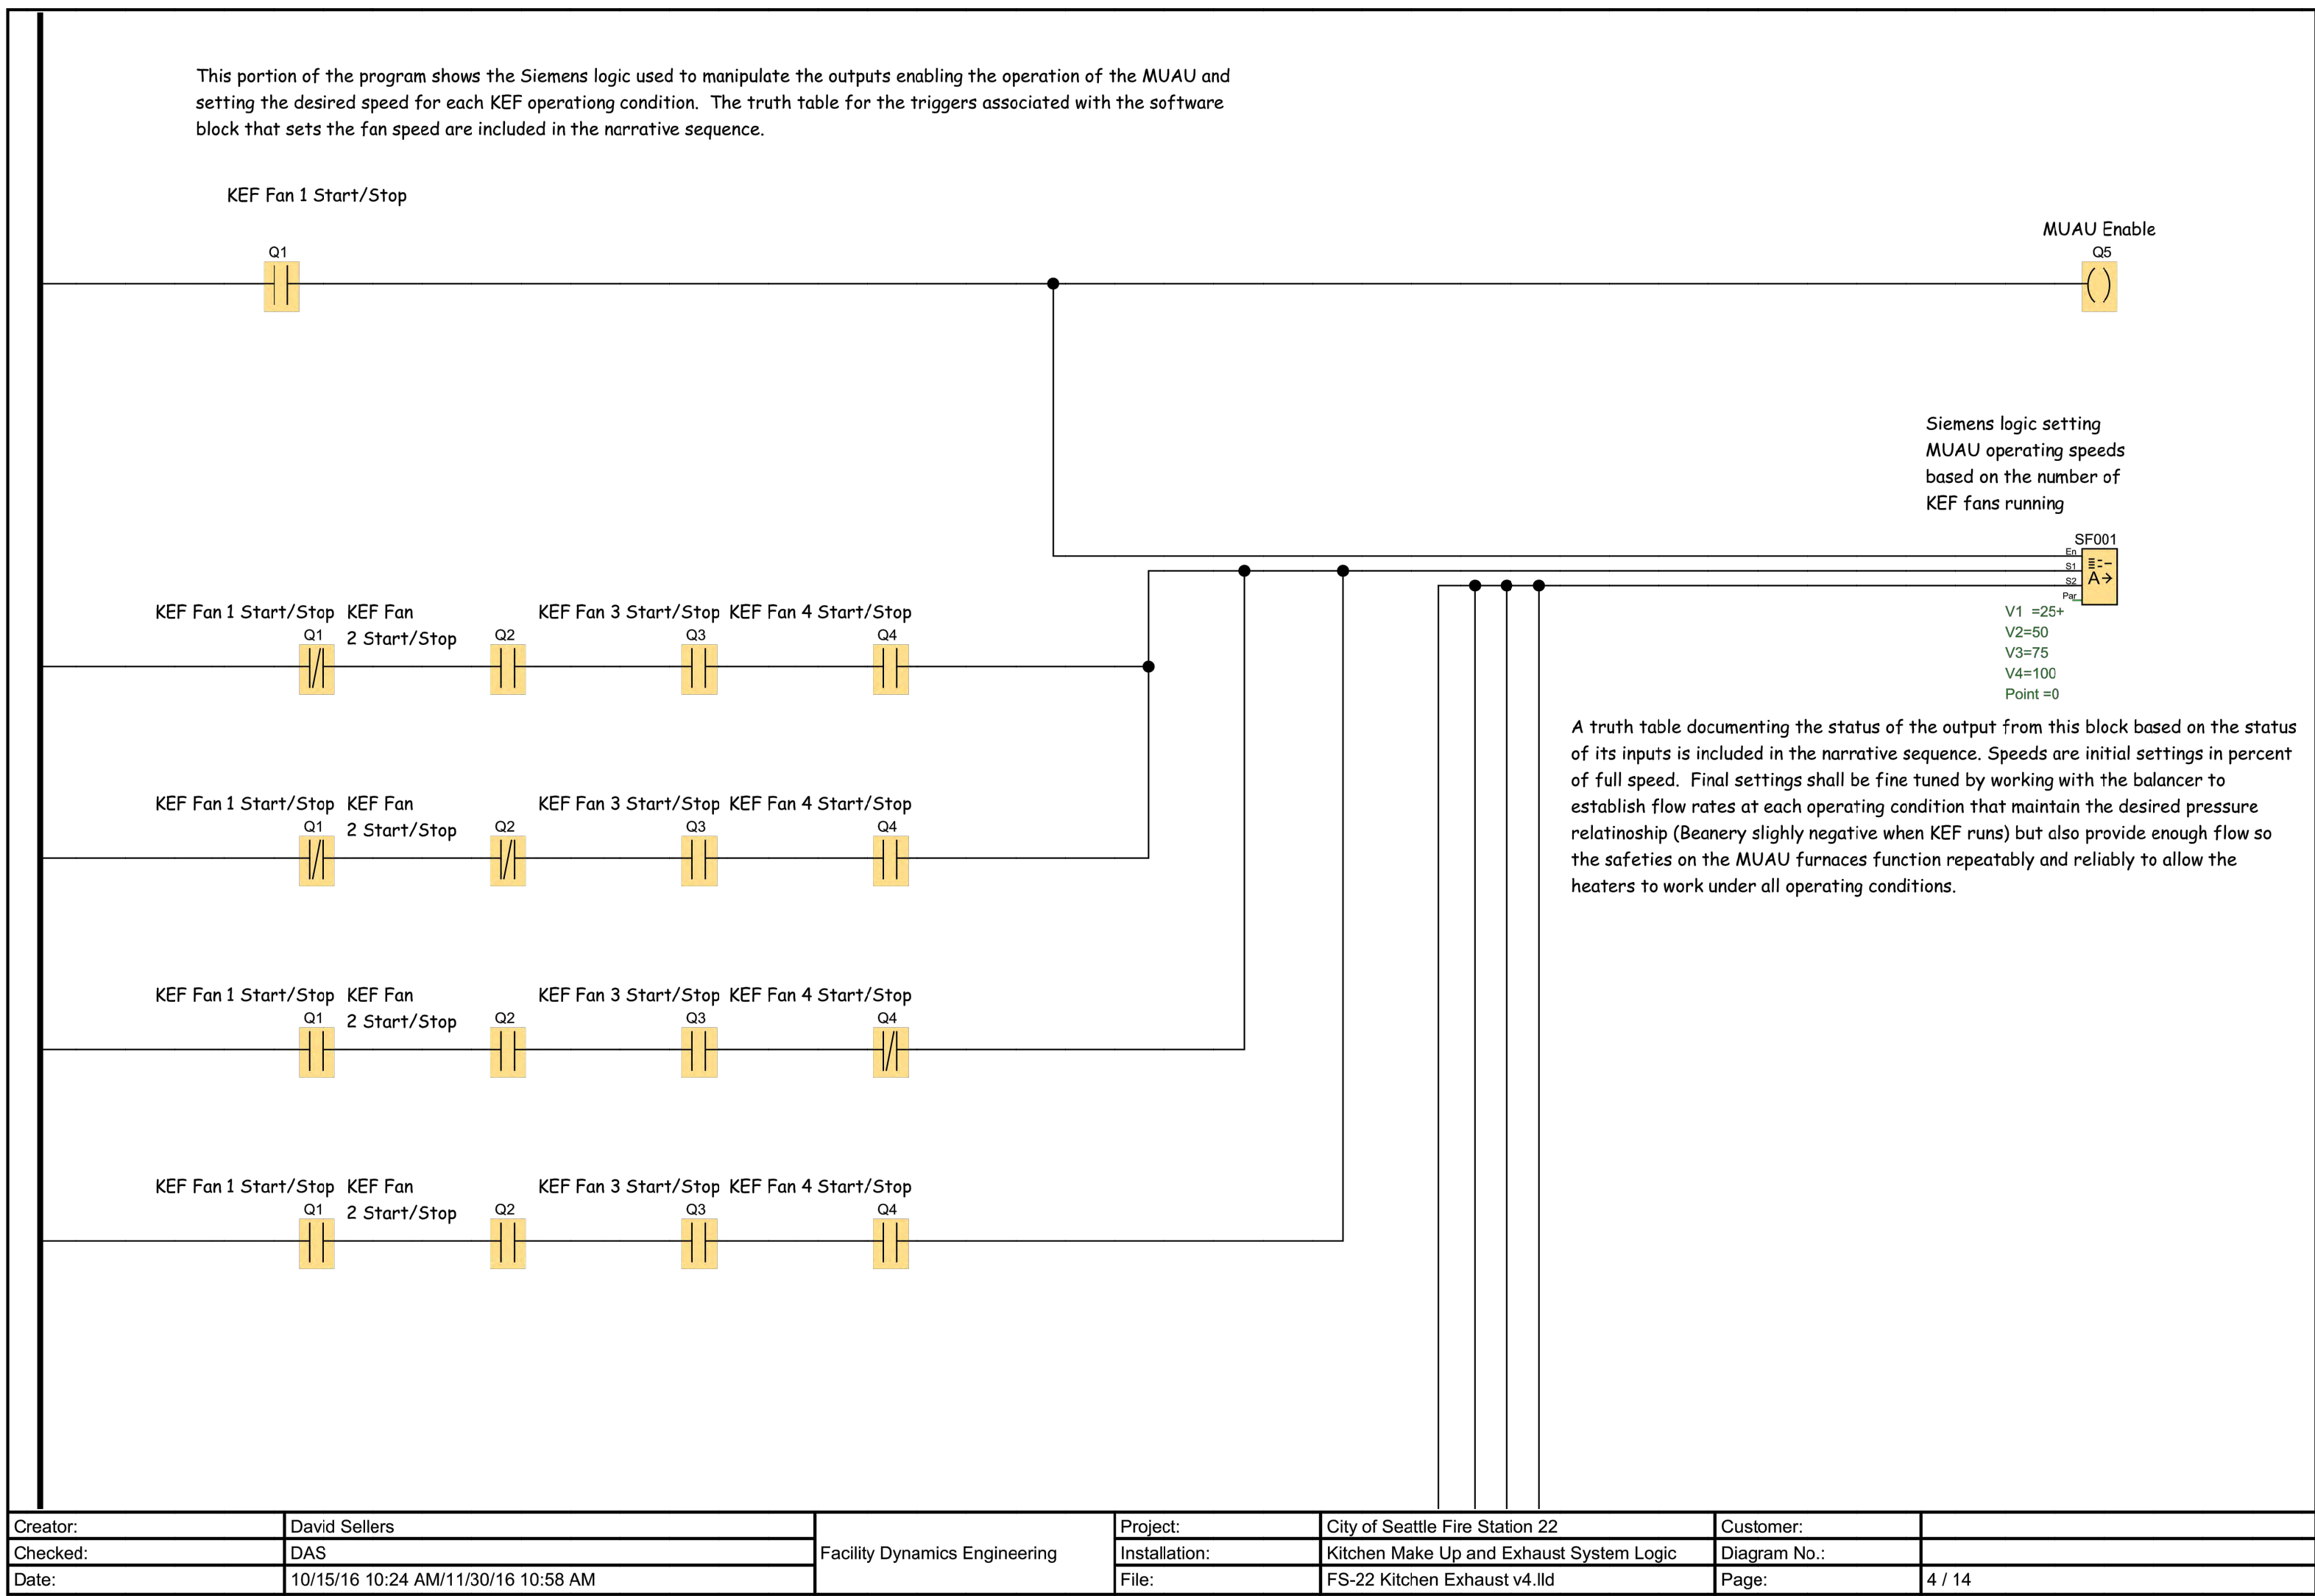 This portion of the program shows the Siemens logic used to manipulate the outputs enabling the operation of the MUAU and
setting the desired speed for each KEF operationg condition. The truth table for the triggers associated with the software
block that sets the fan speed are included in the narrative sequence.
KEF Fan 1 Start/Stop
Q1
MUAU Enable
Q5
Siemens logic setting
MUAU operating speeds
based on the number of
KEF fans running
SF001
En
S1
S2
Par
A→
V1 =25+
V2=50
V3=75
V4=100
Point =0
A truth table documenting the status of the output from this block based on the status
of its inputs is included in the narrative sequence. Speeds are initial settings in percent
of full speed. Final settings shall be fine tuned by working with the balancer to
establish flow rates at each operating condition that maintain the desired pressure
relatinoship (Beanery slighly negative when KEF runs) but also provide enough flow so
the safeties on the MUAU furnaces function repeatably and reliably to allow the
heaters to work under all operating conditions.
KEF Fan 1 Start/Stop KEF Fan KEF Fan 3 Start/Stop KEF Fan 4 Start/Stop
Q1 2 Start/Stop Q2 Q3 Q4
KEF Fan 1 Start/Stop KEF Fan KEF Fan 3 Start/Stop KEF Fan 4 Start/Stop
Q1 2 Start/Stop Q2 Q3 Q4
KEF Fan 1 Start/Stop KEF Fan KEF Fan 3 Start/Stop KEF Fan 4 Start/Stop
Q1 2 Start/Stop Q2 Q3 Q4
KEF Fan 1 Start/Stop KEF Fan KEF Fan 3 Start/Stop KEF Fan 4 Start/Stop
Q1 2 Start/Stop Q2 Q3 Q4
Creator: David Sellers
Checked: DAS
Date: 10/15/16 10:24 AM/11/30/16 10:58 AM
Facility Dynamics Engineering
Project: City of Seattle Fire Station 22
Installation: Kitchen Make Up and Exhaust System Logic
File: FS-22 Kitchen Exhaust v4.lld
Customer:
Diagram No.:
Page: 4 / 14